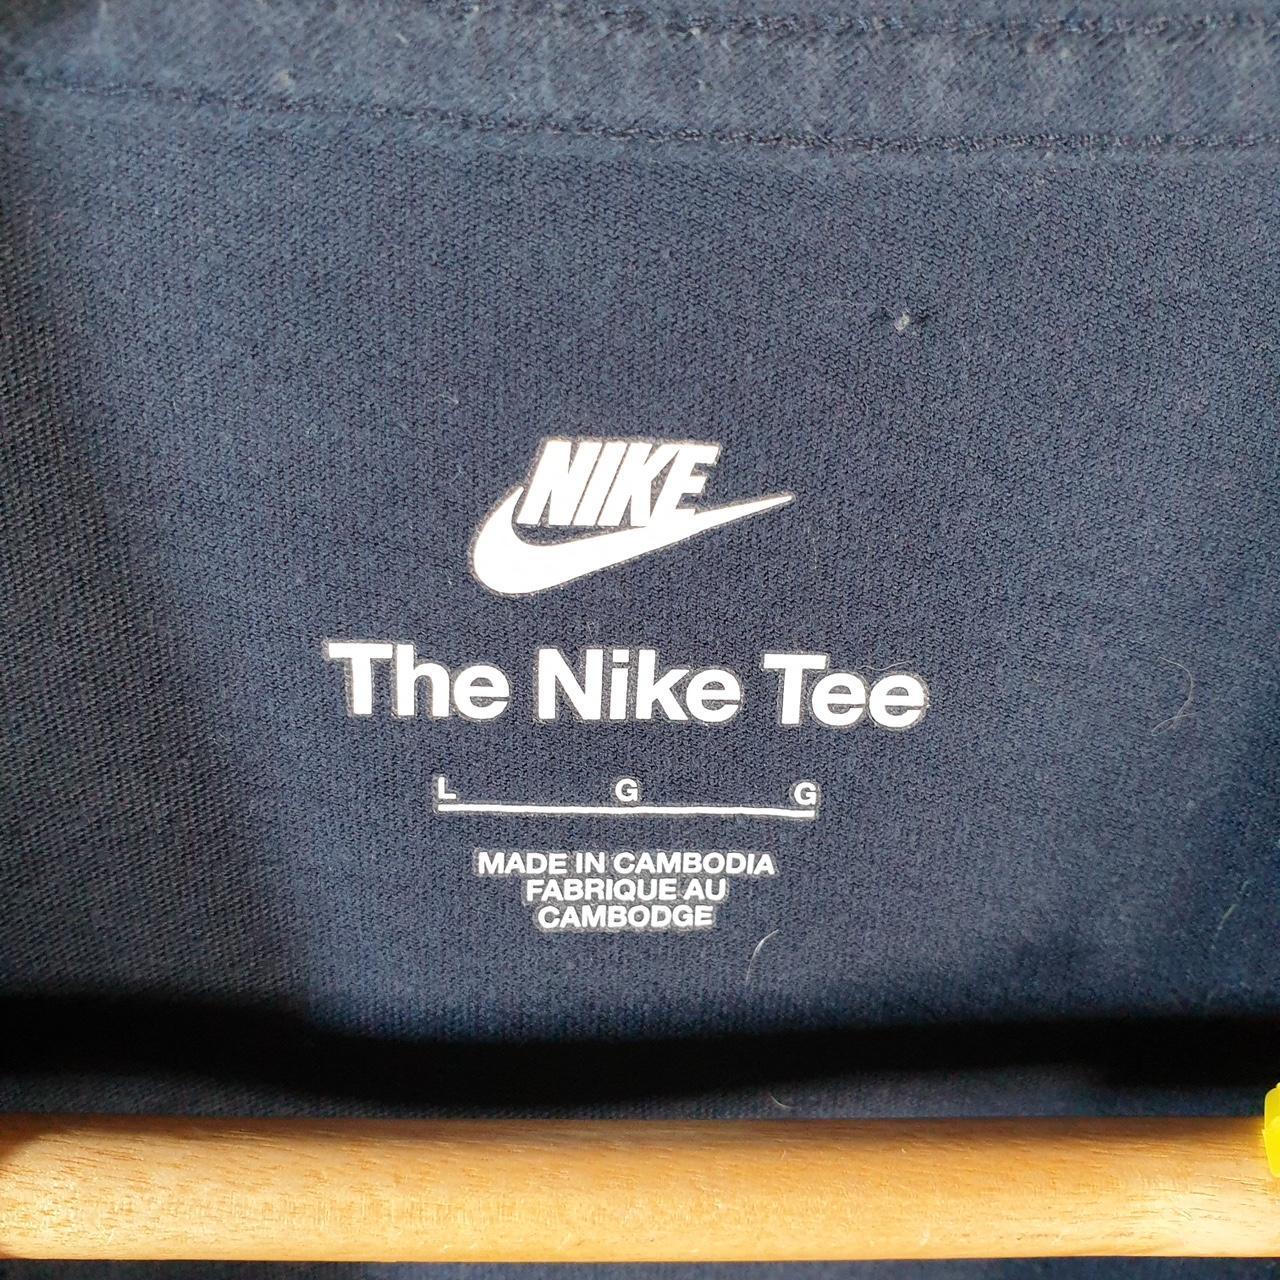 NIKE
The Nike Tee
L G G
MADE IN CAMBODIA
FABRIQUE AU
CAMBODGE